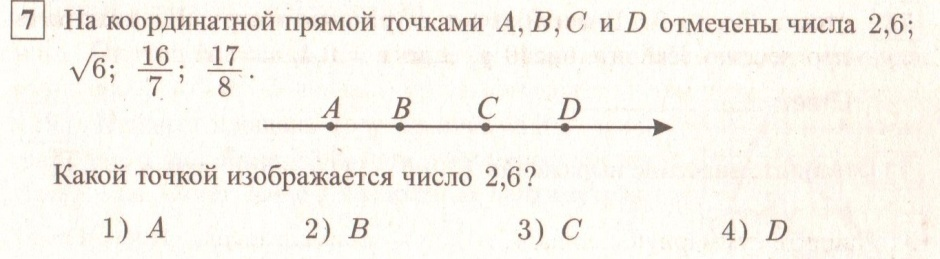 7 На координатной прямой точками A, B, C и D отмечены числа 2,6;
√6; 16/7; 17/8.
A B C D
Какой точкой изображается число 2,6?
1) A 2) B 3) C 4) D